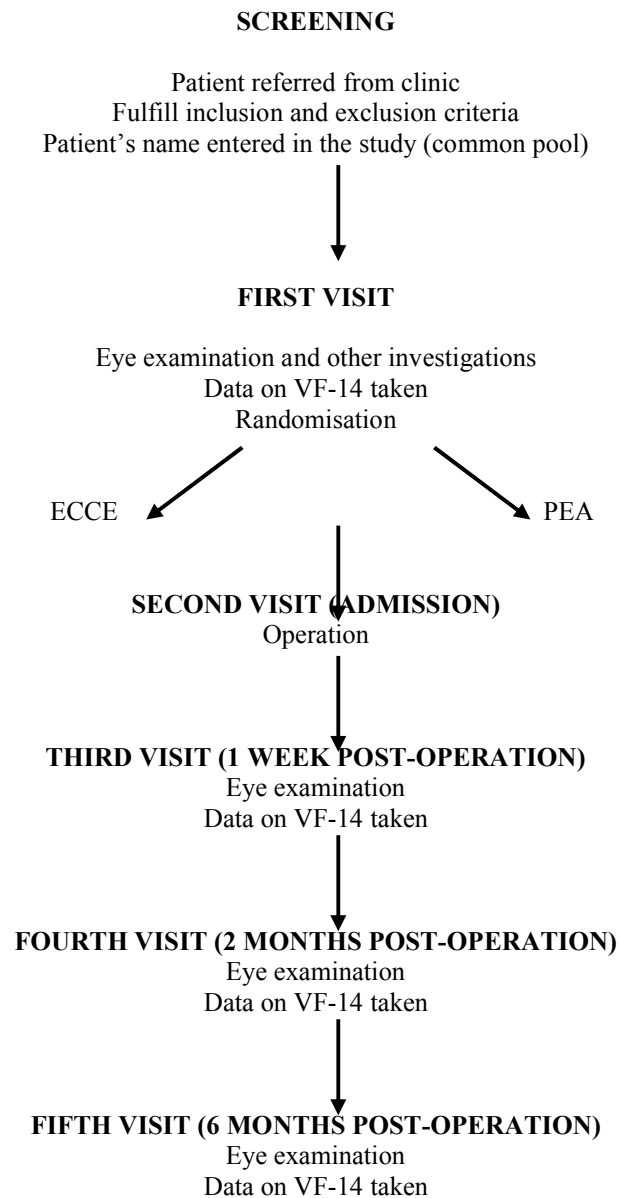 SCREENING
Patient referred from clinic
Fulfill inclusion and exclusion criteria
Patient's name entered in the study (common pool)
FIRST VISIT
Eye examination and other investigations
Data on VF-14 taken
Randomisation
ECCE PEA
SECOND VISIT (ADMISSION)
Operation
THIRD VISIT (1 WEEK POST-OPERATION)
Eye examination
Data on VF-14 taken
FOURTH VISIT (2 MONTHS POST-OPERATION)
Eye examination
Data on VF-14 taken
FIFTH VISIT (6 MONTHS POST-OPERATION)
Eye examination
Data on VF-14 taken